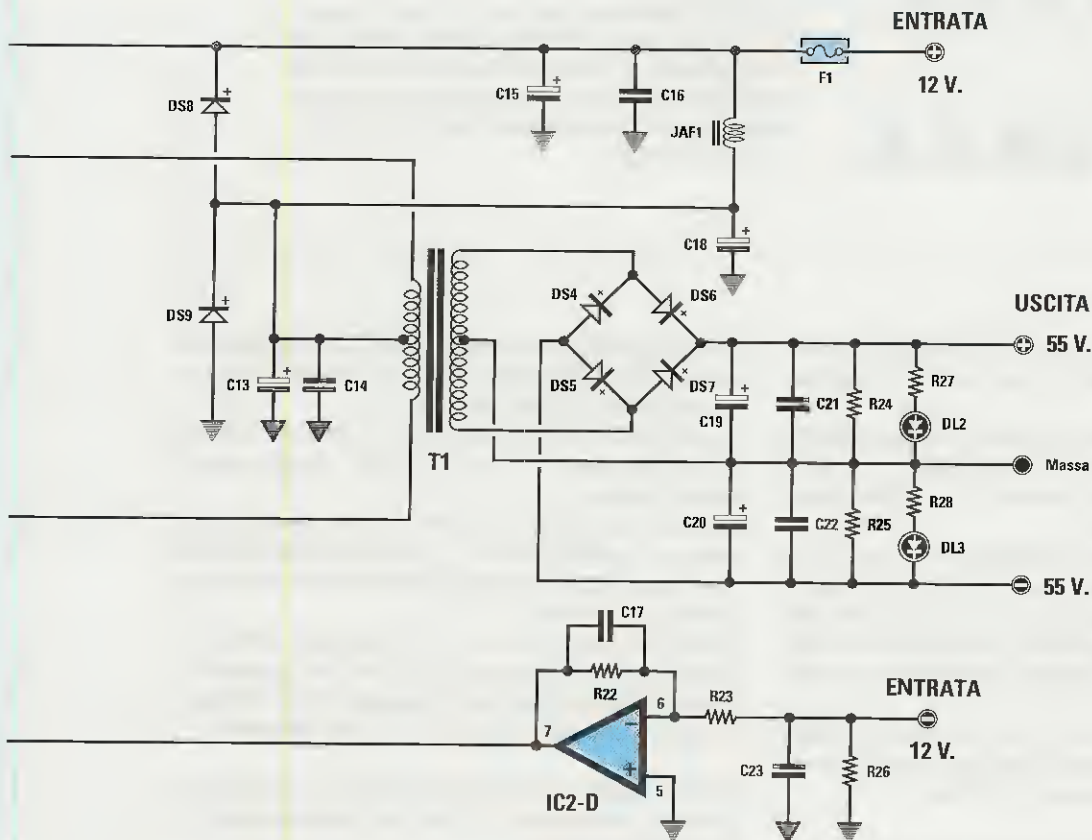 ENTRATA
12 V.
F1
C15
+
C16
DS8
+
JAF1
C18
+
DS9
+
C13
+
C14
T1
DS4
DS6
DS5
DS7
C19
+
C21
R24
R27
DL2
USCITA
55 V.
Massa
C20
+
C22
R25
R28
DL3
55 V.
C17
R22
R23
6
7
5
IC2-D
C23
R26
ENTRATA
12 V.